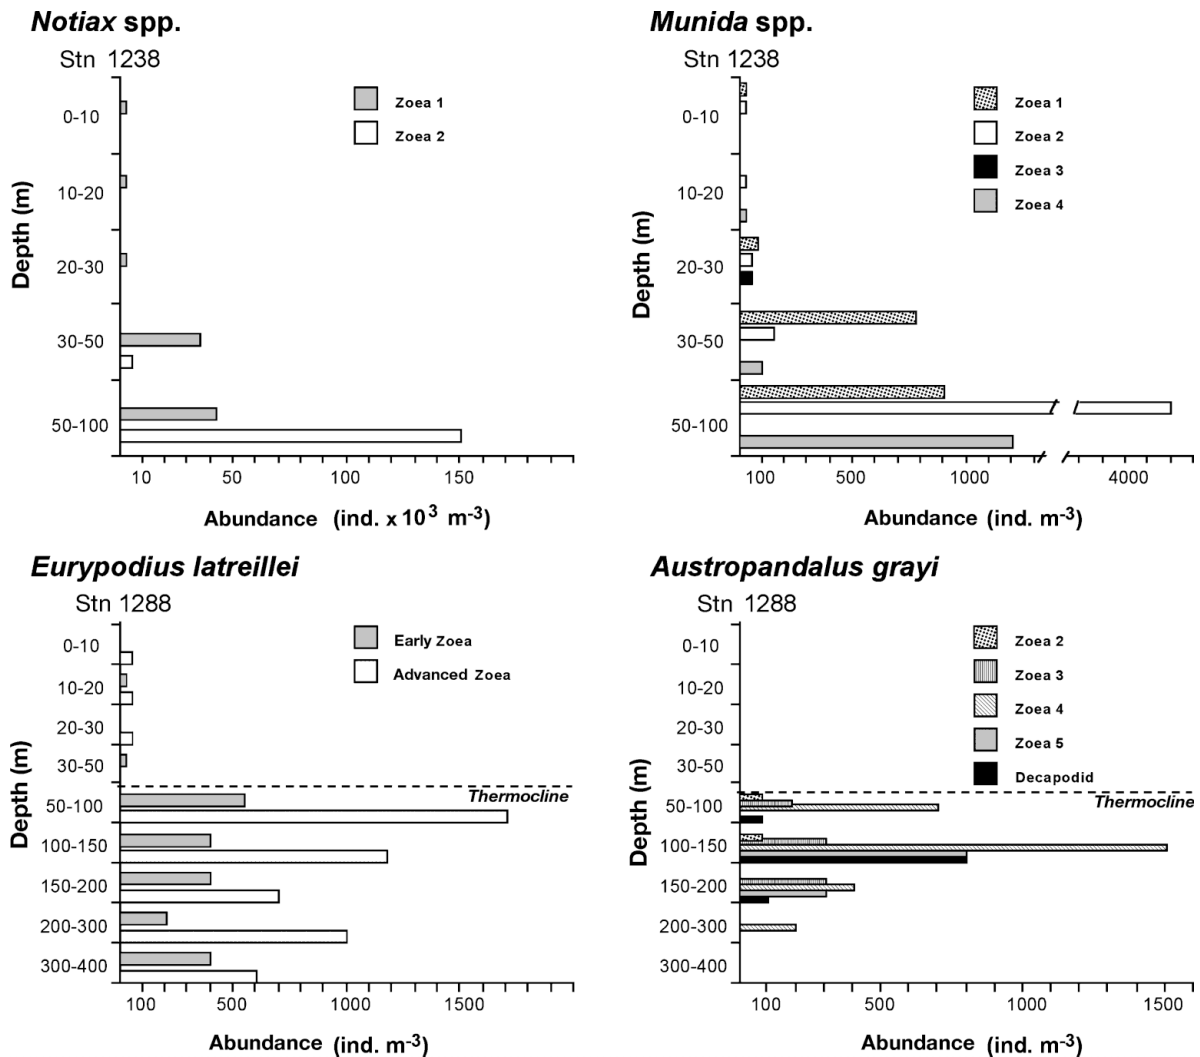 Notiax spp.
Stn 1238
Zoea 1
Zoea 2
Depth (m)
0-10
10-20
20-30
30-50
50-100
10 50 100 150
Abundance (ind. x 10³ m⁻³)
Munida spp.
Stn 1238
Zoea 1
Zoea 2
Zoea 3
Zoea 4
Depth (m)
0-10
10-20
20-30
30-50
50-100
100 500 1000 4000
Abundance (ind. m⁻³)
Eurypodius latreillei
Stn 1288
Early Zoea
Advanced Zoea
Depth (m)
0-10
10-20
20-30
30-50
Thermocline
50-100
100-150
150-200
200-300
300-400
100 500 1000 1500
Abundance (ind. m⁻³)
Austropandalus grayi
Stn 1288
Zoea 2
Zoea 3
Zoea 4
Zoea 5
Decapodid
Depth (m)
0-10
10-20
20-30
30-50
Thermocline
50-100
100-150
150-200
200-300
300-400
100 500 1000 1500
Abundance (ind. m⁻³)